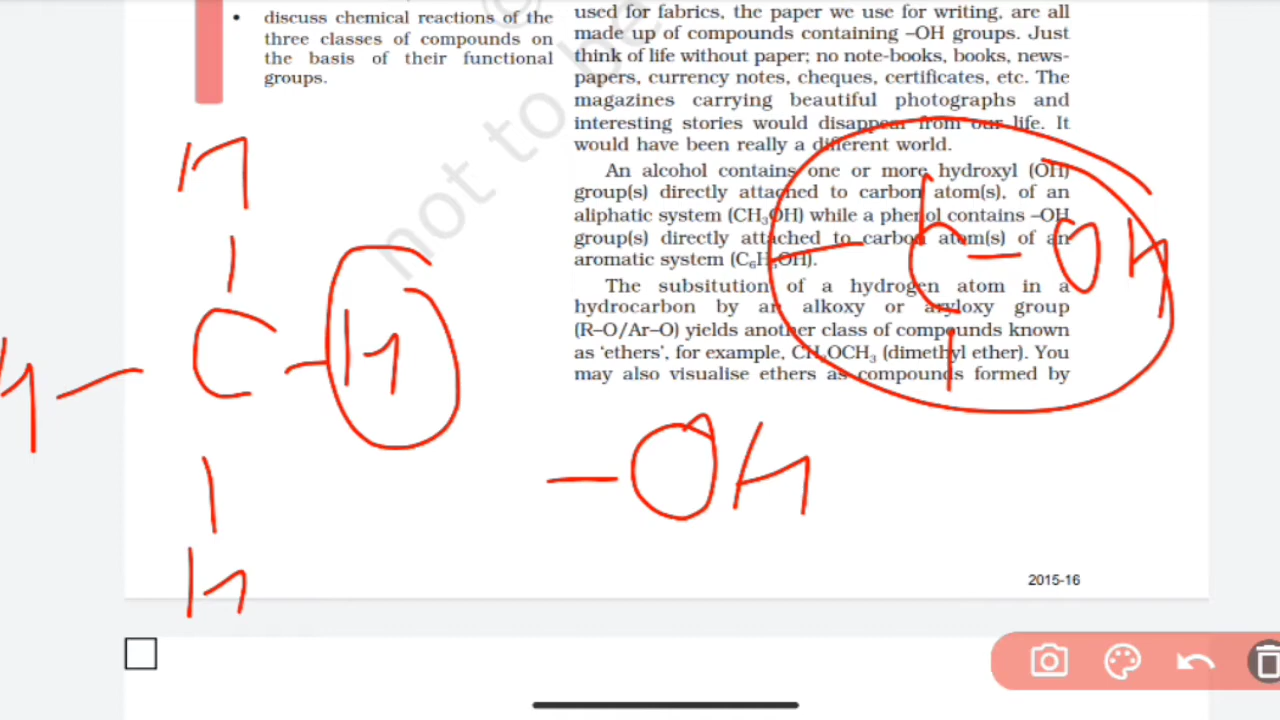 discuss chemical reactions of the
three classes of compounds on
the basis of their functional
groups.
used for fabrics, the paper we use for writing, are all
made up of compounds containing –OH groups. Just
think of life without paper; no note-books, books, news-
papers, currency notes, cheques, certificates, etc. The
magazines carrying beautiful photographs and
interesting stories would disappear from our life. It
would have been really a different world.
An alcohol contains one or more hydroxyl (OH)
group(s) directly attached to carbon atom(s), of an
aliphatic system (CH₃OH) while a phenol contains –OH
group(s) directly attached to carbon atom(s) of an
aromatic system (C₆H₅OH).
The subsitution of a hydrogen atom in a
hydrocarbon by an alkoxy or aryloxy group
(R–O/Ar–O) yields another class of compounds known
as ‘ethers’, for example, CH₃OCH₃ (dimethyl ether). You
may also visualise ethers as compounds formed by
not to be
H
H – C – H
H
– C – OH
–OH
2015-16